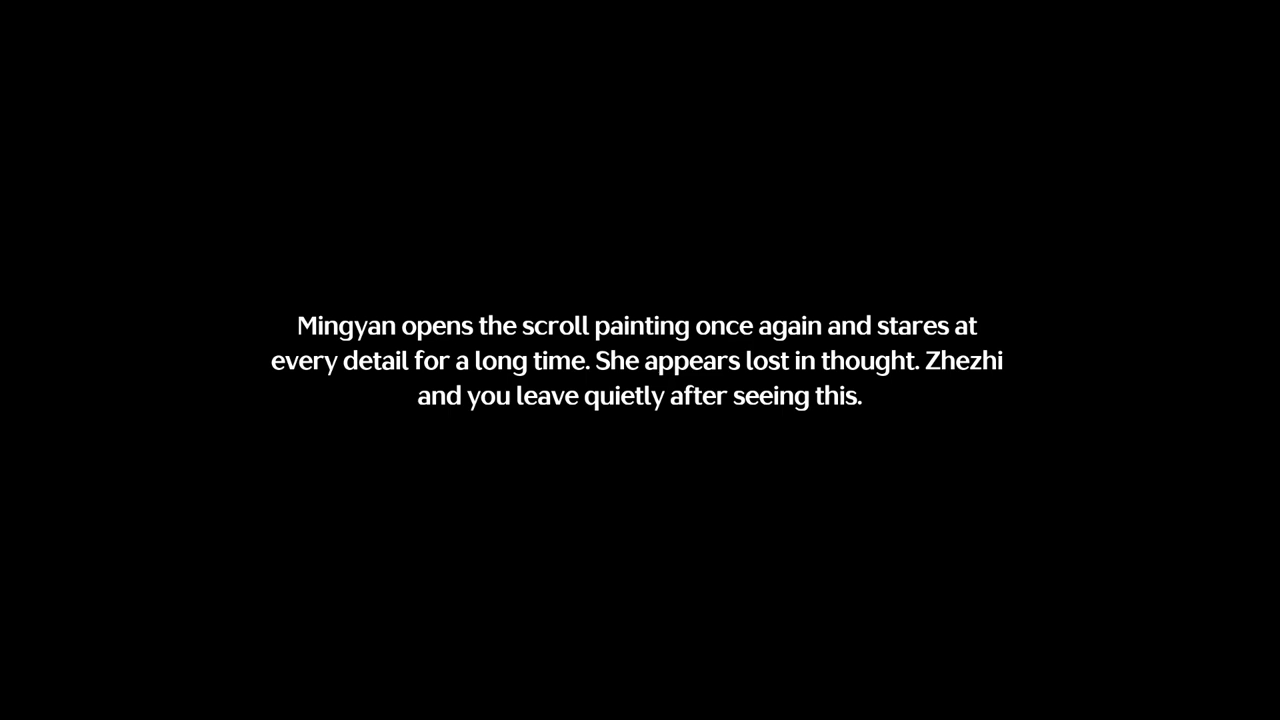 Mingyan opens the scroll painting once again and stares at
every detail for a long time. She appears lost in thought. Zhezhi
and you leave quietly after seeing this.